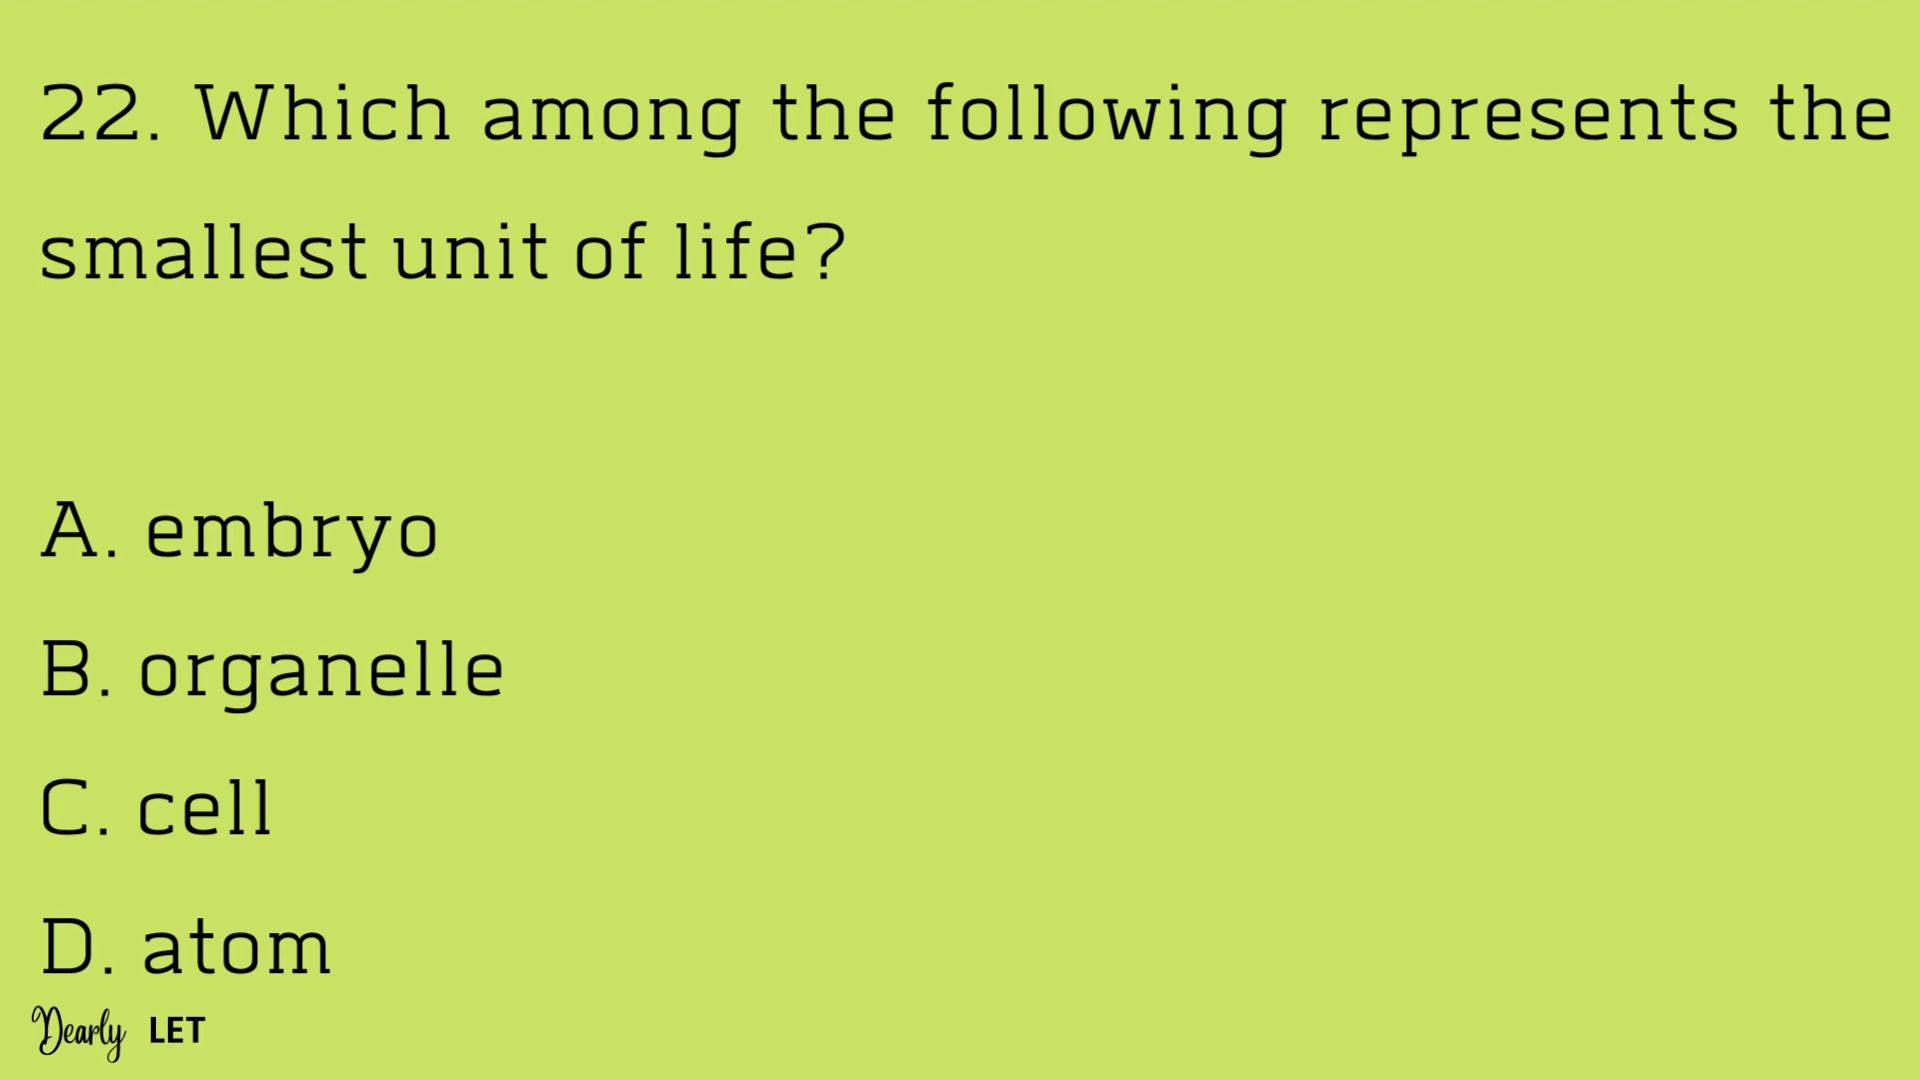 22. Which among the following represents the
smallest unit of life?
A. embryo
B. organelle
C. cell
D. atom
Dearly LET